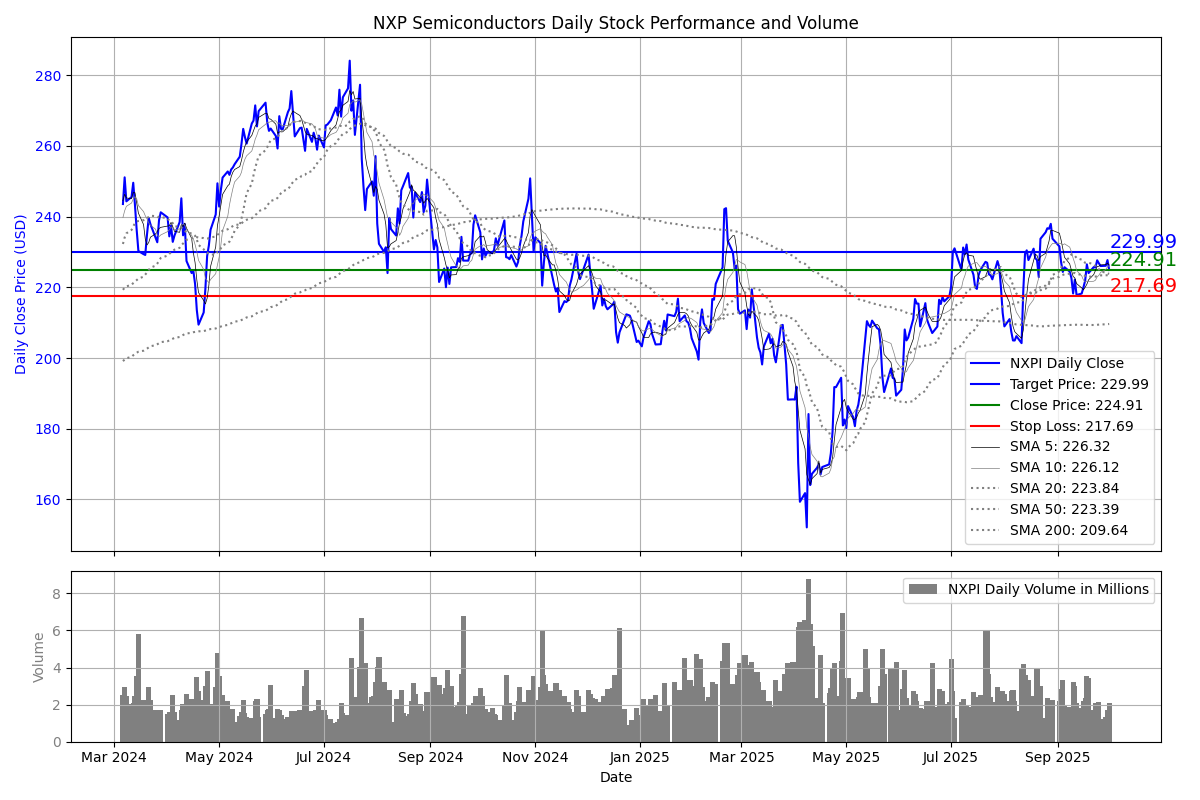 NXP Semiconductors Daily Stock Performance and Volume
Daily Close Price (USD)
280
260
240
220
200
180
160
229.99
224.91
217.69
NXPI Daily Close
Target Price: 229.99
Close Price: 224.91
Stop Loss: 217.69
SMA 5: 226.32
SMA 10: 226.12
SMA 20: 223.84
SMA 50: 223.39
SMA 200: 209.64
Volume
8
6
4
2
0
NXPI Daily Volume in Millions
Mar 2024 May 2024 Jul 2024 Sep 2024 Nov 2024 Jan 2025 Mar 2025 May 2025 Jul 2025 Sep 2025
Date